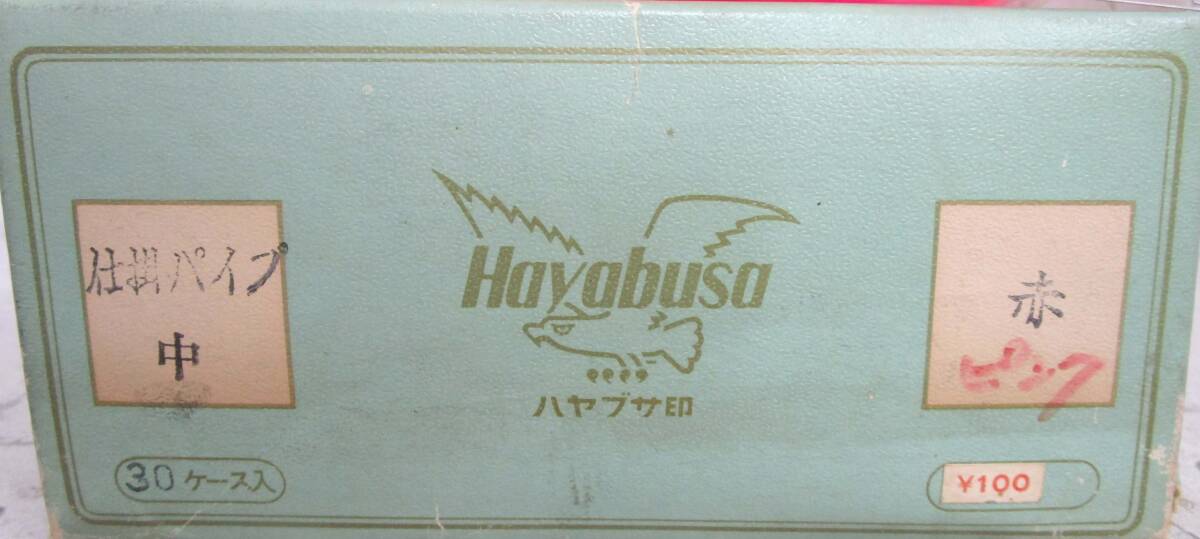 仕掛パイプ
中
Hayabusa
ハヤブサ印
赤
ピンク
30ケース入
¥100